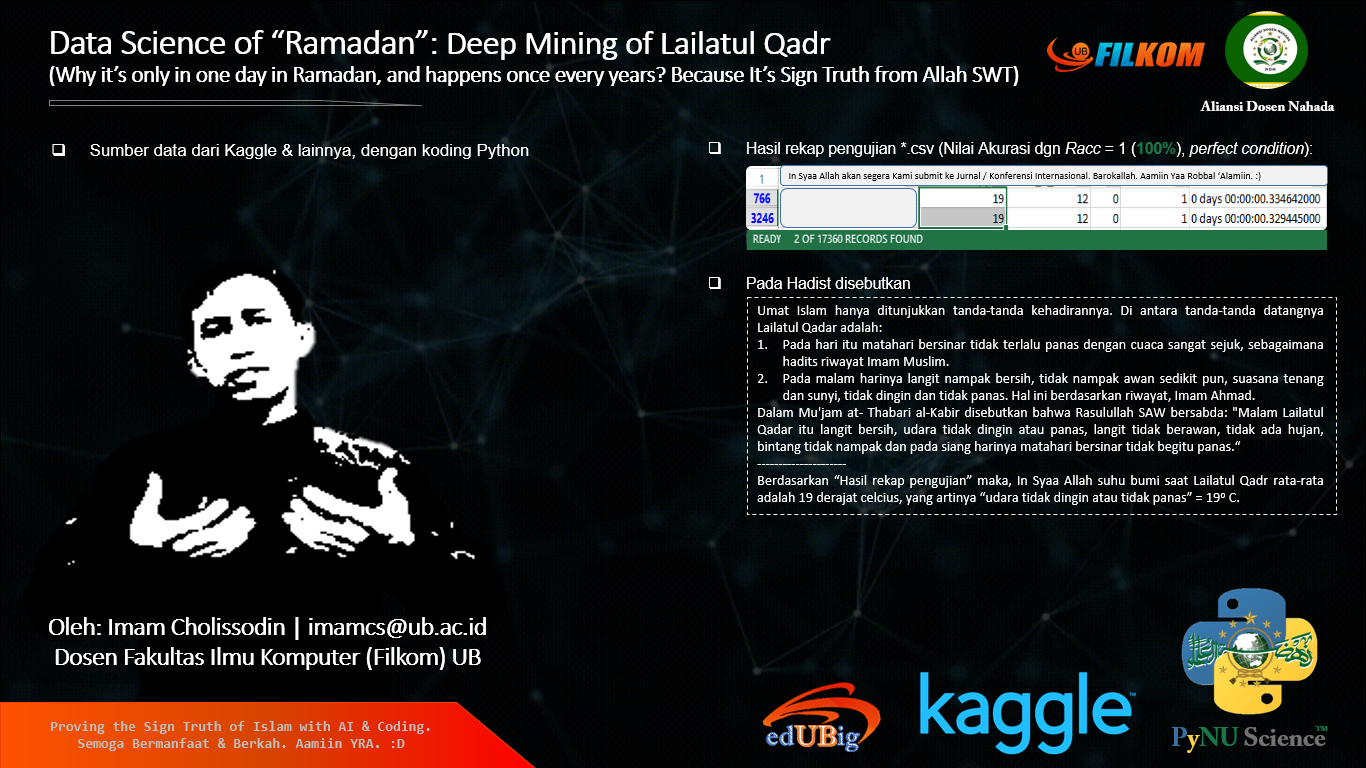 Data Science of “Ramadan”: Deep Mining of Lailatul Qadr
(Why it’s only in one day in Ramadan, and happens once every years? Because It’s Sign Truth from Allah SWT)
UB FILKOM
Aliansi Dosen Nahada
Sumber data dari Kaggle & lainnya, dengan koding Python
Hasil rekap pengujian *.csv (Nilai Akurasi dgn Racc = 1 (100%), perfect condition):
1 In Syaa Allah akan segera Kami submit ke Jurnal / Konferensi Internasional. Barokallah. Aamiin Yaa Robbal ‘Alamiin. :)
766 19 12 0 1 0 days 00:00:00.334642000
3246 19 12 0 1 0 days 00:00:00.329445000
READY 2 OF 17360 RECORDS FOUND
Pada Hadist disebutkan
Umat Islam hanya ditunjukkan tanda-tanda kehadirannya. Di antara tanda-tanda datangnya
Lailatul Qadar adalah:
1. Pada hari itu matahari bersinar tidak terlalu panas dengan cuaca sangat sejuk, sebagaimana
hadits riwayat Imam Muslim.
2. Pada malam harinya langit nampak bersih, tidak nampak awan sedikit pun, suasana tenang
dan sunyi, tidak dingin dan tidak panas. Hal ini berdasarkan riwayat, Imam Ahmad.
Dalam Mu'jam at- Thabari al-Kabir disebutkan bahwa Rasulullah SAW bersabda: "Malam Lailatul
Qadar itu langit bersih, udara tidak dingin atau panas, langit tidak berawan, tidak ada hujan,
bintang tidak nampak dan pada siang harinya matahari bersinar tidak begitu panas.“
---------------------
Berdasarkan “Hasil rekap pengujian” maka, In Syaa Allah suhu bumi saat Lailatul Qadr rata-rata
adalah 19 derajat celcius, yang artinya “udara tidak dingin atau tidak panas” = 19⁰ C.
Oleh: Imam Cholissodin | imamcs@ub.ac.id
Dosen Fakultas Ilmu Komputer (Filkom) UB
Proving the Sign Truth of Islam with AI & Coding.
Semoga Bermanfaat & Berkah. Aamiin YRA. :D
edUBig
kaggle™
PyNU Science™